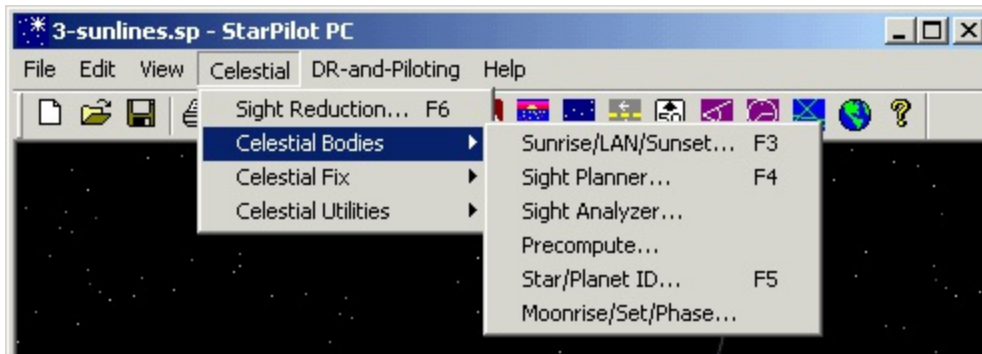 3-sunlines.sp - StarPilot PC
File Edit View Celestial DR-and-Piloting Help
Sight Reduction... F6
Celestial Bodies
Celestial Fix
Celestial Utilities
Sunrise/LAN/Sunset... F3
Sight Planner... F4
Sight Analyzer...
Precompute...
Star/Planet ID... F5
Moonrise/Set/Phase...